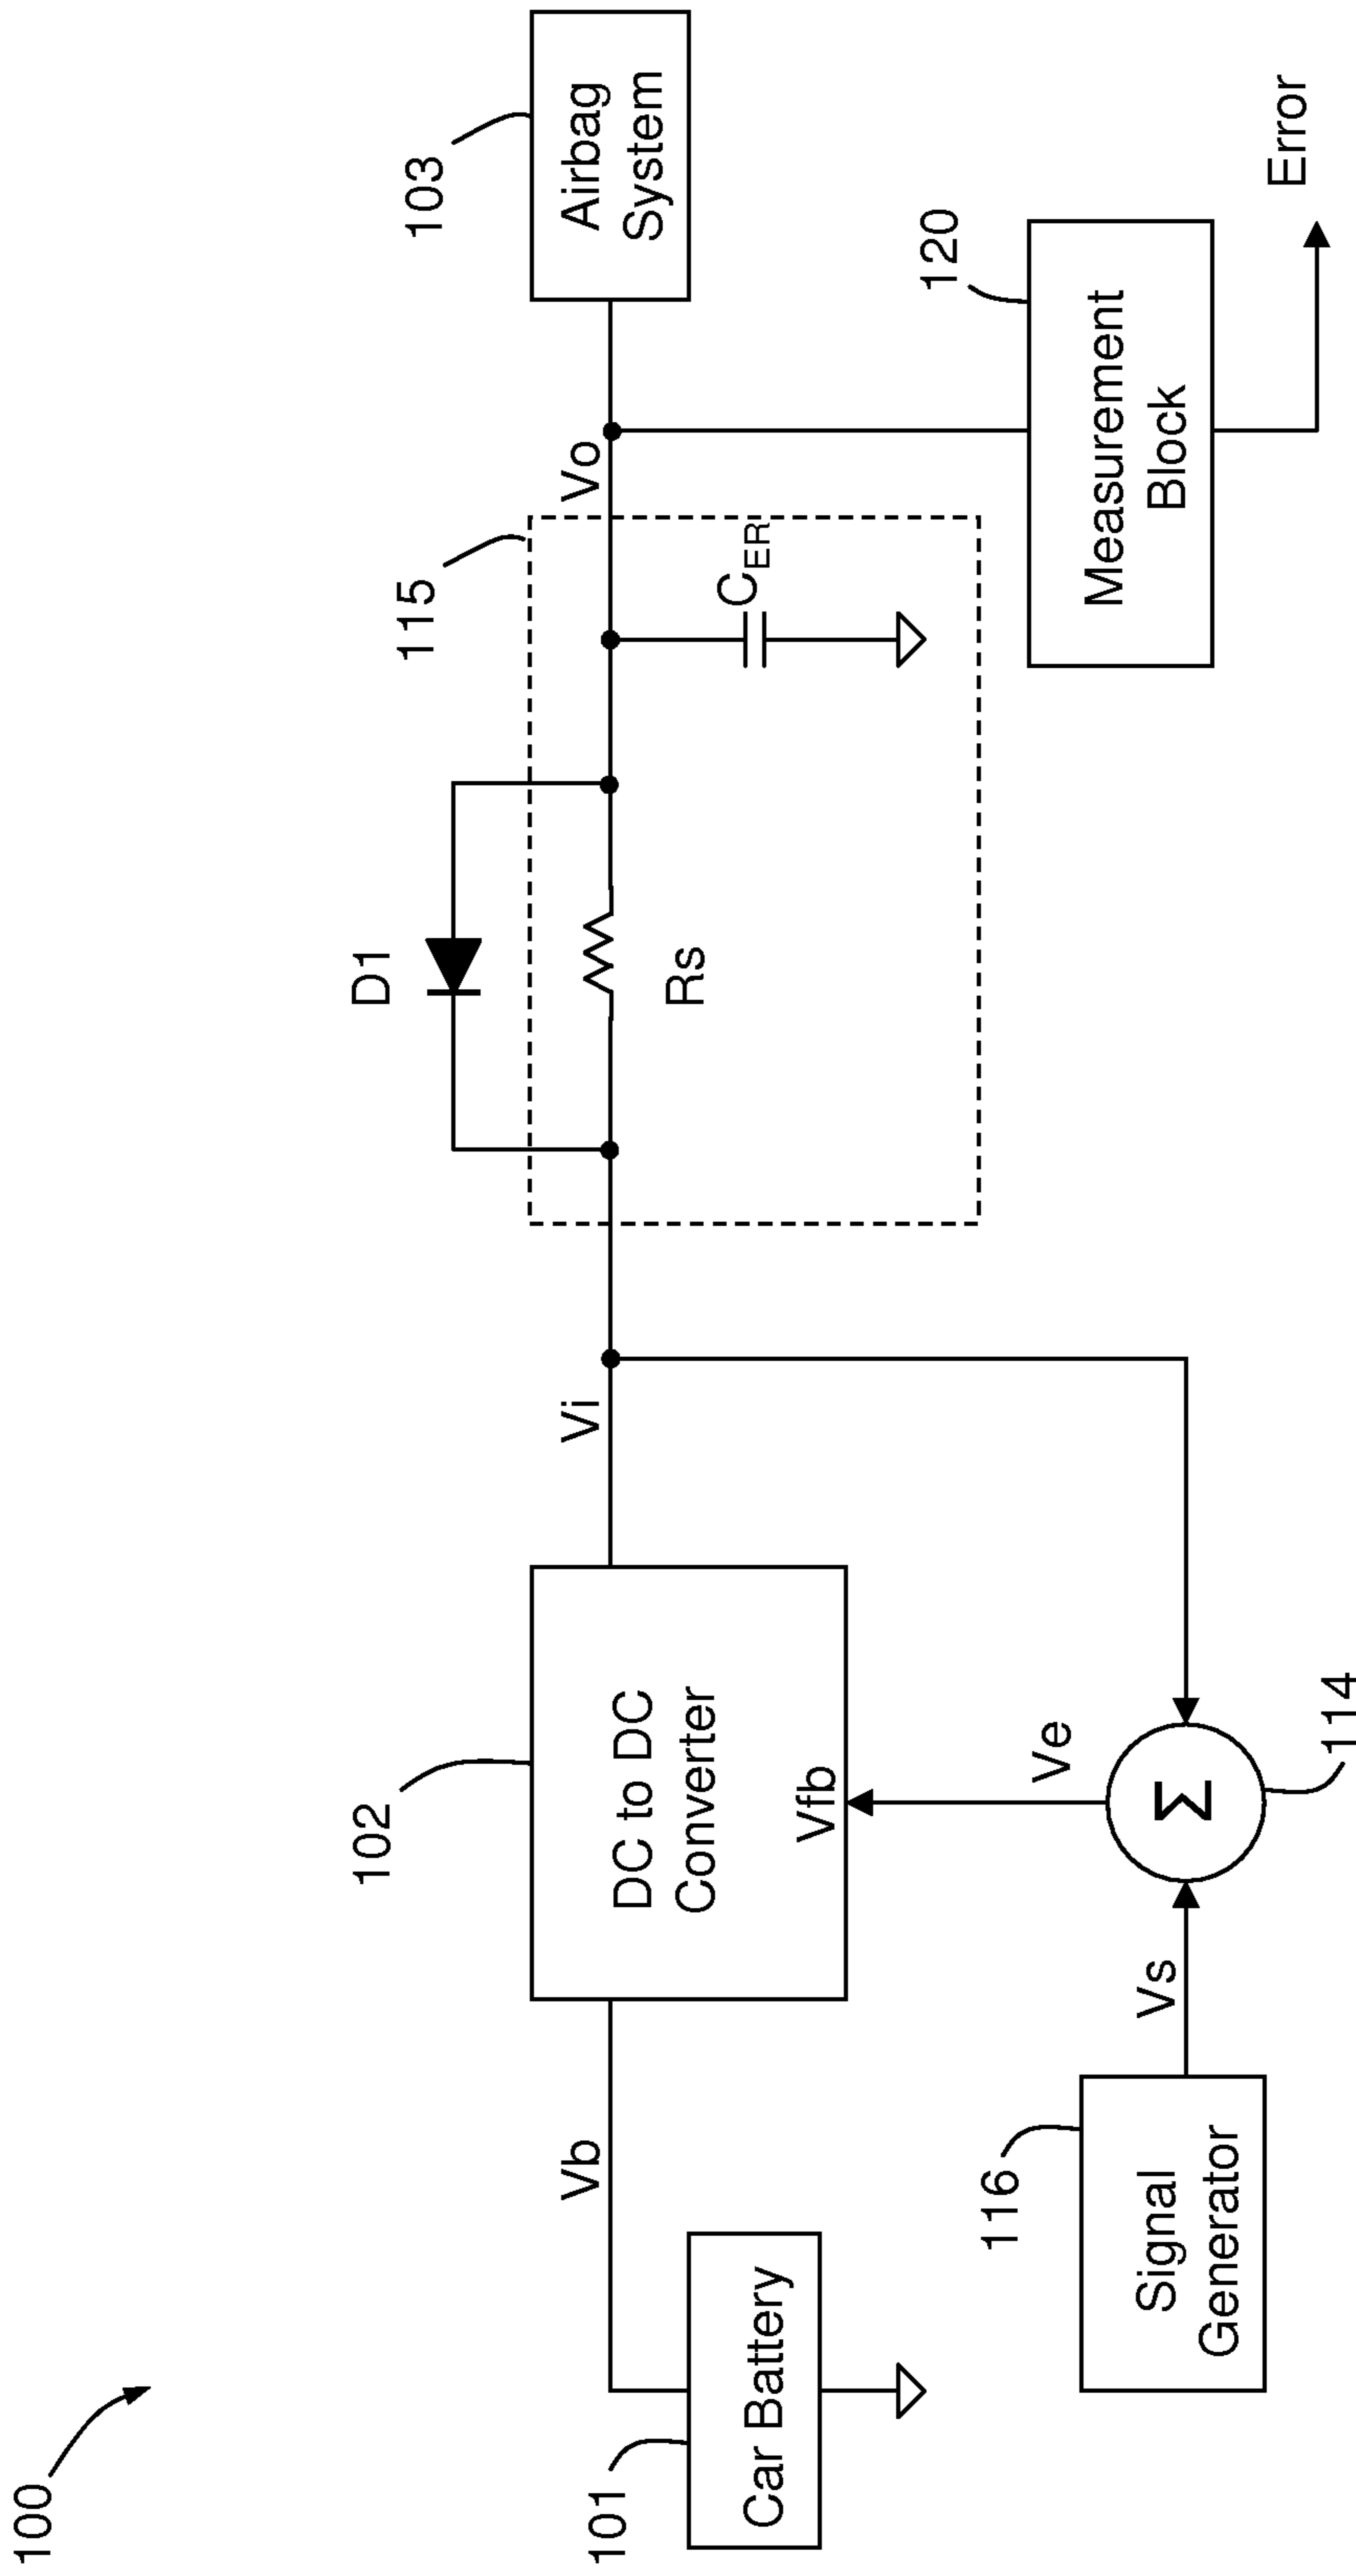 100
101
Car Battery
Vb
102
DC to DC
Converter
Vfb
Vi
D1
Rs
115
C_ER
Vo
103
Airbag
System
116
Signal
Generator
Vs
Σ
114
Ve
120
Measurement
Block
Error